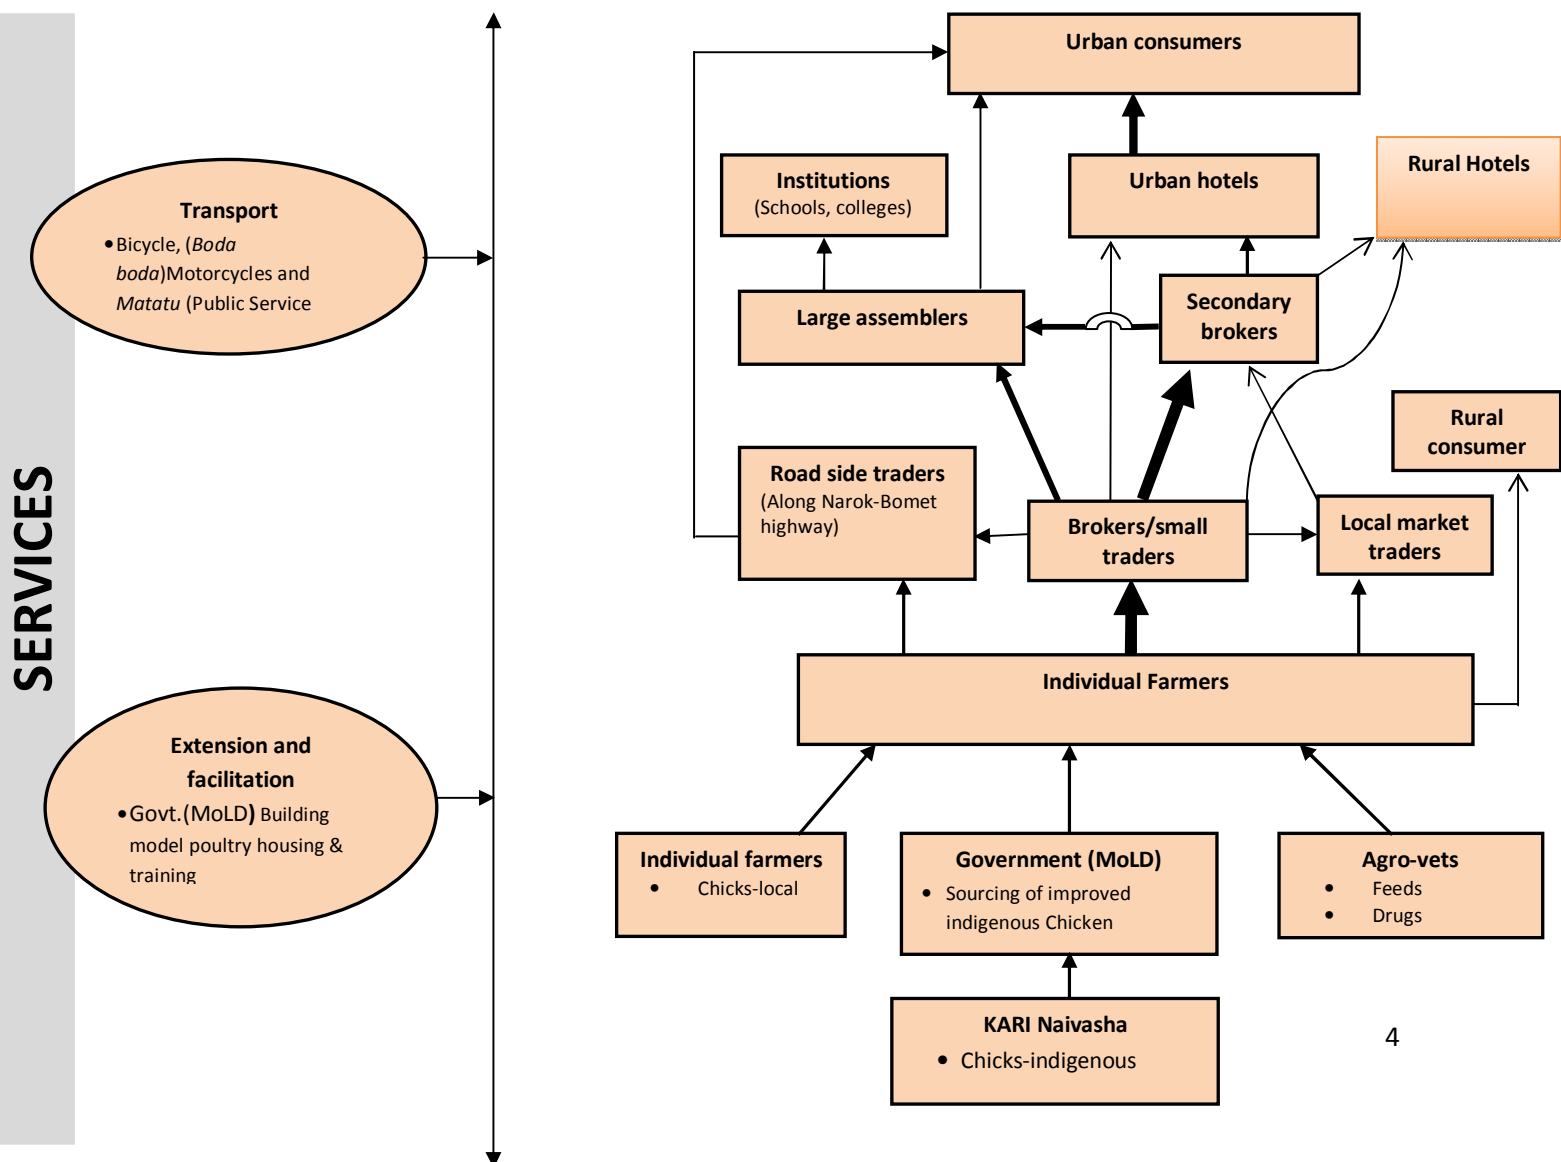 SERVICES
Transport
•Bicycle, (Boda
boda)Motorcycles and
Matatu (Public Service
Extension and
facilitation
•Govt.(MoLD) Building
model poultry housing &
training
Urban consumers
Institutions
(Schools, colleges)
Urban hotels
Rural Hotels
Large assemblers
Secondary
brokers
Rural
consumer
Road side traders
(Along Narok-Bomet
highway)
Brokers/small
traders
Local market
traders
Individual Farmers
Individual farmers
• Chicks-local
Government (MoLD)
• Sourcing of improved
indigenous Chicken
Agro-vets
• Feeds
• Drugs
KARI Naivasha
• Chicks-indigenous
4